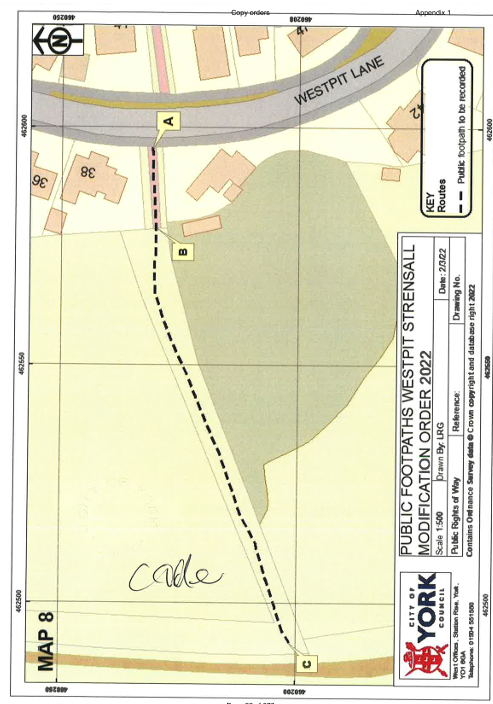 Copy orders
Appendix 1
460250
460200
N
WESTPIT LANE
462600
462600
A
B
C
36
38
42
KEY
Routes
Public footpath to be recorded
462550
462550
PUBLIC FOOTPATHS WESTPIT STRENSALL
MODIFICATION ORDER 2022
Scale 1:500
Drawn By: LRG
Date: 2/3/22
Public Rights of Way
Reference:
Drawing No.
Contains Ordnance Survey data © Crown copyright and database right 2022
CITY OF
YORK
COUNCIL
West Offices, Station Rise, York,
YO1 6GA
Telephone: 01904 551550
MAP 8
462500
462500
460250
460200